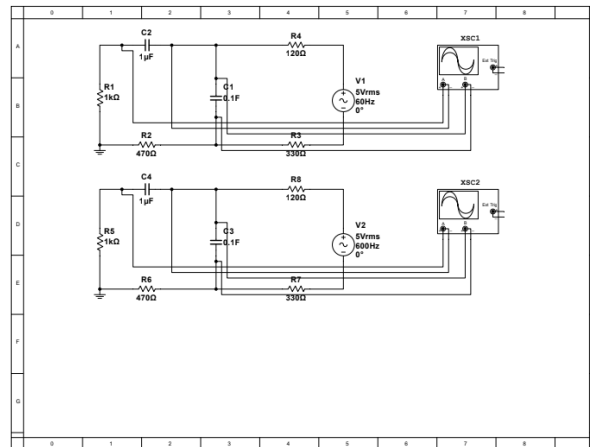 0 1 2 3 4 5 6 7 8
A
B
C
D
E
F
G
C2
1µF
R4
120Ω
XSC1
Ext Trig
R1
1kΩ
C1
0.1F
V1
5Vrms
60Hz
0°
A B
R2
470Ω
R3
330Ω
C4
1µF
R8
120Ω
XSC2
Ext Trig
R5
1kΩ
C3
0.1F
V2
5Vrms
600Hz
0°
A B
R6
470Ω
R7
330Ω
0 1 2 3 4 5 6 7 8